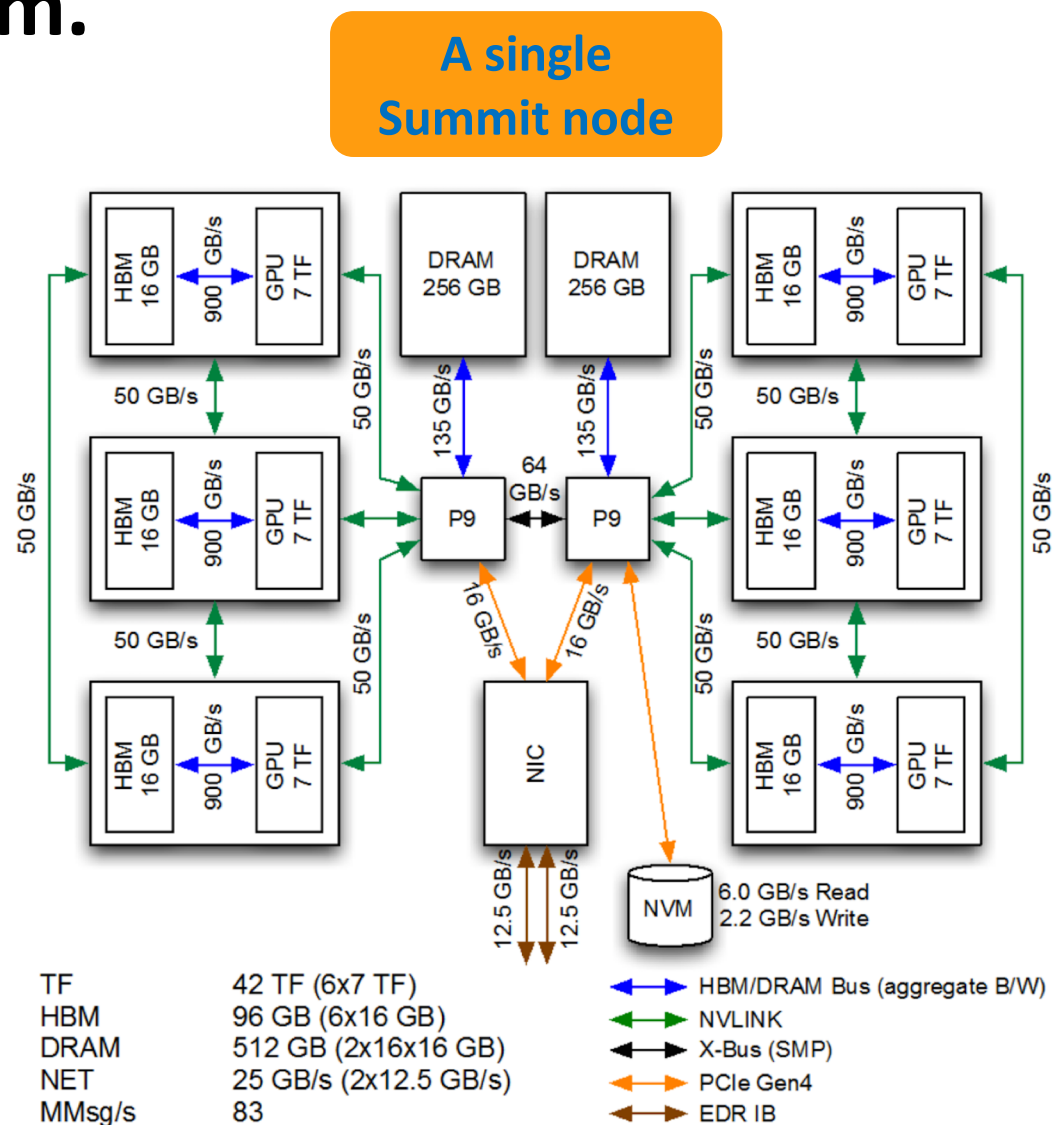 m.
A single
Summit node
HBM
16 GB
900 GB/s
GPU
7 TF
DRAM
256 GB
DRAM
256 GB
HBM
16 GB
900 GB/s
GPU
7 TF
50 GB/s
50 GB/s
135 GB/s
135 GB/s
50 GB/s
50 GB/s
50 GB/s
HBM
16 GB
900 GB/s
GPU
7 TF
P9
64
GB/s
P9
HBM
16 GB
900 GB/s
GPU
7 TF
50 GB/s
50 GB/s
50 GB/s
16 GB/s
16 GB/s
50 GB/s
50 GB/s
HBM
16 GB
900 GB/s
GPU
7 TF
NIC
HBM
16 GB
900 GB/s
GPU
7 TF
12.5 GB/s
12.5 GB/s
NVM
6.0 GB/s Read
2.2 GB/s Write
TF 42 TF (6x7 TF)
HBM 96 GB (6x16 GB)
DRAM 512 GB (2x16x16 GB)
NET 25 GB/s (2x12.5 GB/s)
MMsg/s 83
HBM/DRAM Bus (aggregate B/W)
NVLINK
X-Bus (SMP)
PCIe Gen4
EDR IB